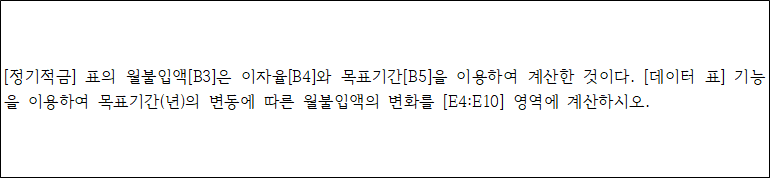 [정기적금] 표의 월불입액[B3]은 이자율[B4]와 목표기간[B5]을 이용하여 계산한 것이다. [데이터 표] 기능
을 이용하여 목표기간(년)의 변동에 따른 월불입액의 변화를 [E4:E10] 영역에 계산하시오.